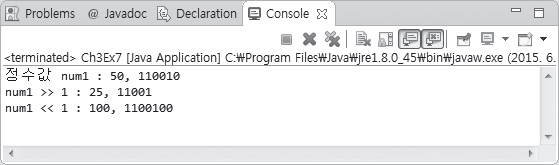 Problems @ Javadoc Declaration Console
<terminated> Ch3Ex7 [Java Application] C:₩Program Files₩Java₩jre1.8.0_45₩bin₩javaw.exe (2015. 6.
정수값 num1 : 50, 110010
num1 >> 1 : 25, 11001
num1 << 1 : 100, 1100100